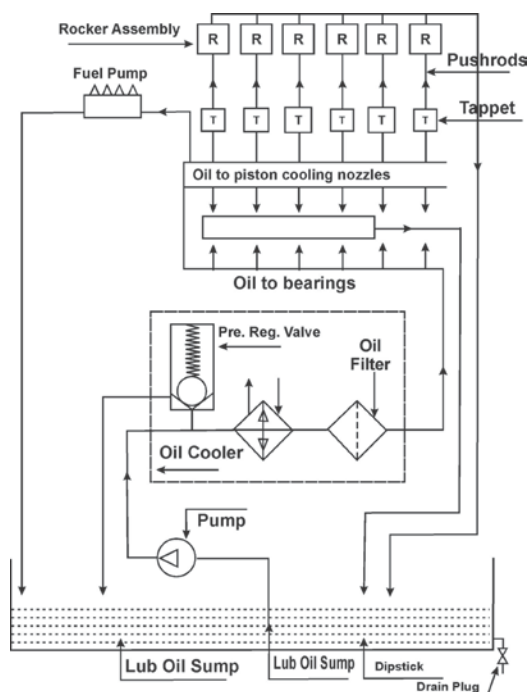 Rocker Assembly
R R R R R R
Pushrods
Fuel Pump
Tappet
T T T T T T
Oil to piston cooling nozzles
Oil to bearings
Pre. Reg. Valve
Oil
Filter
Oil Cooler
Pump
Lub Oil Sump
Lub Oil Sump
Dipstick
Drain Plug